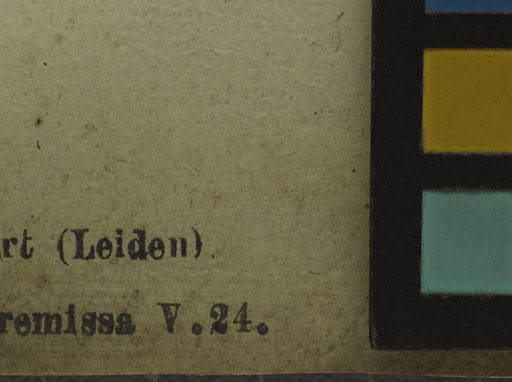 rt (Leiden).
remissa V.24.